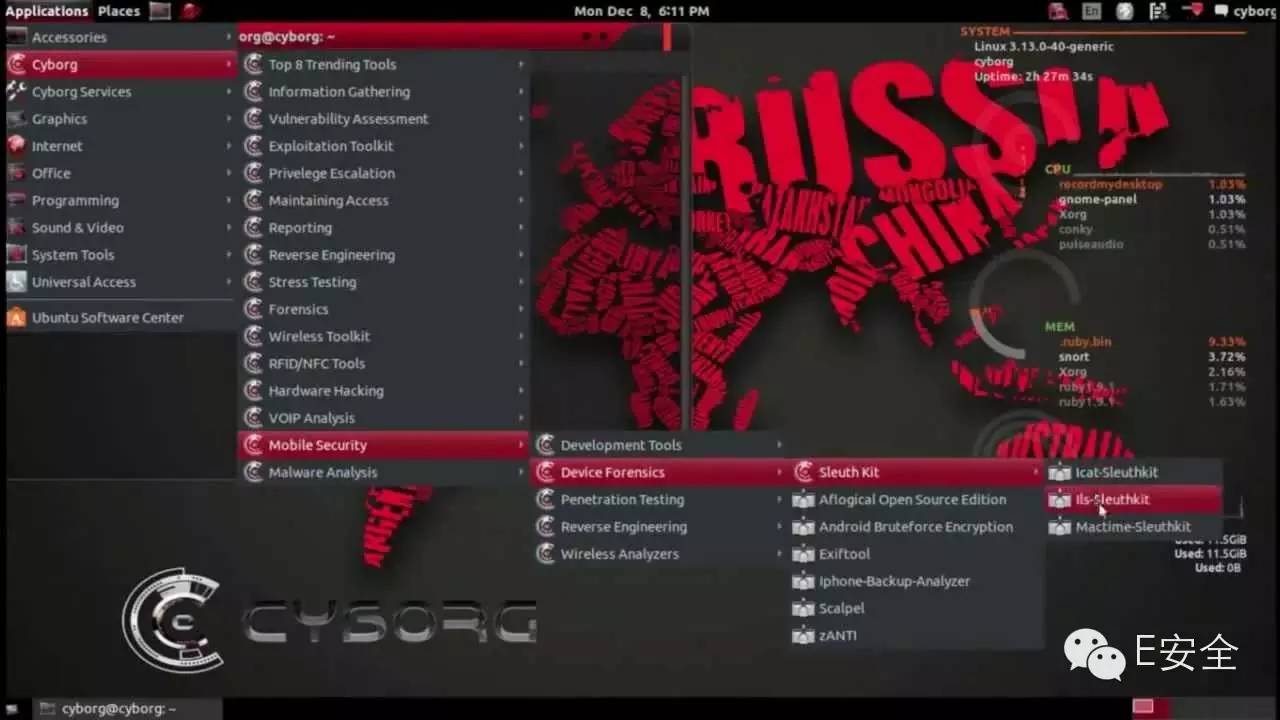 Applications Places
Mon Dec 8, 6:11 PM
En
cyborg
Accessories
Cyborg
Cyborg Services
Graphics
Internet
Office
Programming
Sound & Video
System Tools
Universal Access
Ubuntu Software Center
org@cyborg: ~
Top 8 Trending Tools
Information Gathering
Vulnerability Assessment
Exploitation Toolkit
Privelege Escalation
Maintaining Access
Reporting
Reverse Engineering
Stress Testing
Forensics
Wireless Toolkit
RFID/NFC Tools
Hardware Hacking
VOIP Analysis
Mobile Security
Malware Analysis
Development Tools
Device Forensics
Penetration Testing
Reverse Engineering
Wireless Analyzers
Sleuth Kit
Aflogical Open Source Edition
Android Bruteforce Encryption
Exiftool
Iphone-Backup-Analyzer
Scalpel
zANTI
Icat-Sleuthkit
Ils-Sleuthkit
Mactime-Sleuthkit
SYSTEM
Linux 3.13.0-40-generic
cyborg
Uptime: 2h 27m 34s
CPU
recordmydesktop 1.03%
gnome-panel 1.03%
Xorg 1.03%
conky 0.51%
pulseaudio 0.51%
MEM
.ruby.bin 9.33%
snort 3.72%
Xorg 2.16%
ruby1.9.1 1.71%
ruby1.9.1 1.63%
Used: 11.5GiB
Used: 11.5GiB
Used: 0B
RUSSIA
MONGOLIA
CHINA
CYBORG
E安全
cyborg@cyborg: ~